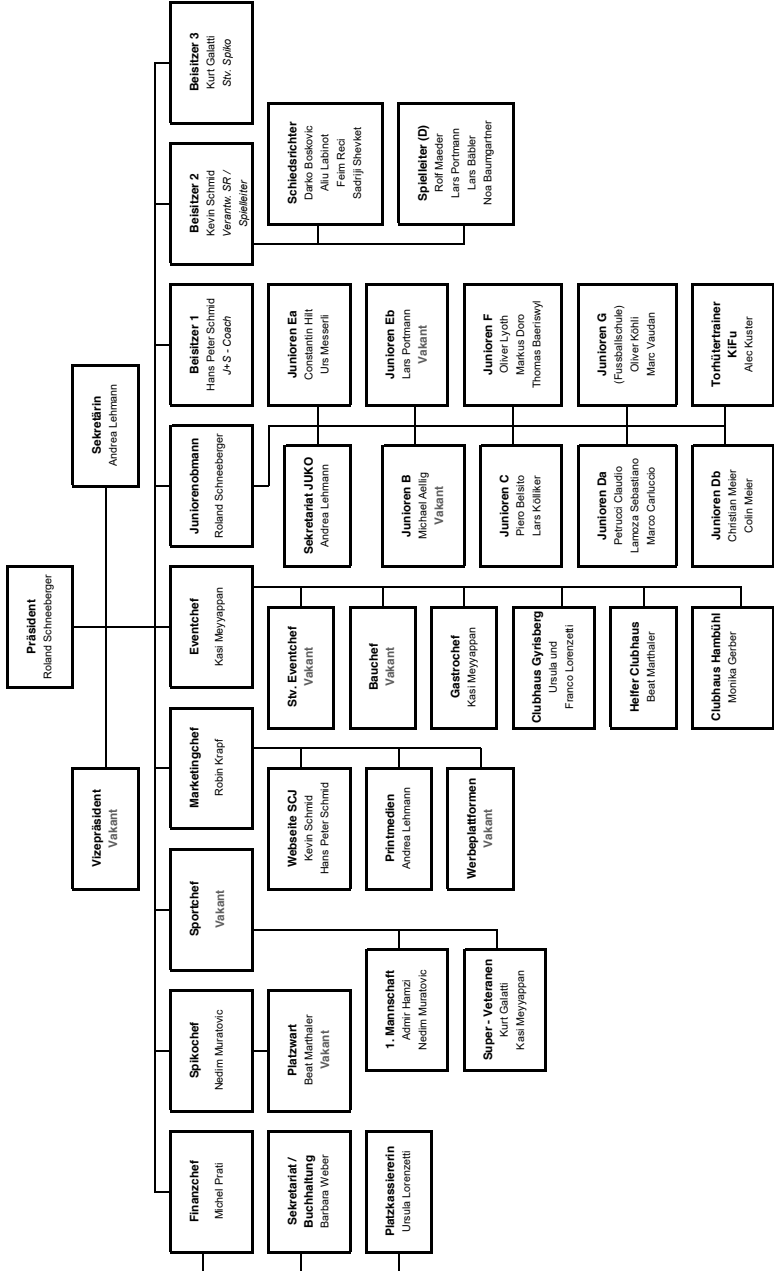 Präsident
Roland Schneeberger
Vizepräsident
Vakant
Sekretärin
Andrea Lehmann
Finanzchef
Michel Prati
Spikochef
Nedim Muratovic
Sportchef
Vakant
Marketingchef
Robin Krapf
Eventchef
Kasi Meyyappan
Juniorenobmann
Roland Schneeberger
Beisitzer 1
Hans Peter Schmid
J+S - Coach
Beisitzer 2
Kevin Schmid
Verantw. SR /
Spielleiter
Beisitzer 3
Kurt Galatti
Stv. Spiko
Sekretariat /
Buchhaltung
Barbara Weber
Platzkassiererin
Ursula Lorenzetti
Platzwart
Beat Marthaler
Vakant
1. Mannschaft
Admir Hamzi
Nedim Muratovic
Super - Veteranen
Kurt Galatti
Kasi Meyyappan
Webseite SCJ
Kevin Schmid
Hans Peter Schmid
Printmedien
Andrea Lehmann
Werbeplattformen
Vakant
Stv. Eventchef
Vakant
Bauchef
Vakant
Gastrochef
Kasi Meyyappan
Clubhaus Gyrisberg
Ursula und
Franco Lorenzetti
Helfer Clubhaus
Beat Marthaler
Clubhaus Hambühl
Monika Gerber
Sekretariat JUKO
Andrea Lehmann
Junioren B
Michael Aellig
Vakant
Junioren C
Piero Belsito
Lars Kölliker
Junioren Da
Petrucci Claudio
Lamoza Sebastiano
Marco Carluccio
Junioren Db
Christian Meier
Colin Meier
Junioren Ea
Constantin Hilt
Urs Messerli
Junioren Eb
Lars Portmann
Vakant
Junioren F
Oliver Lyoth
Markus Doro
Thomas Baeriswyl
Junioren G
(Fussballschule)
Oliver Köhli
Marc Vaudan
Torhütertrainer
KiFu
Alec Kuster
Schiedsrichter
Darko Boskovic
Aliu Labinot
Feim Reci
Sadriji Shevket
Spielleiter (D)
Rolf Maeder
Lars Portmann
Lars Bäbler
Noa Baumgartner